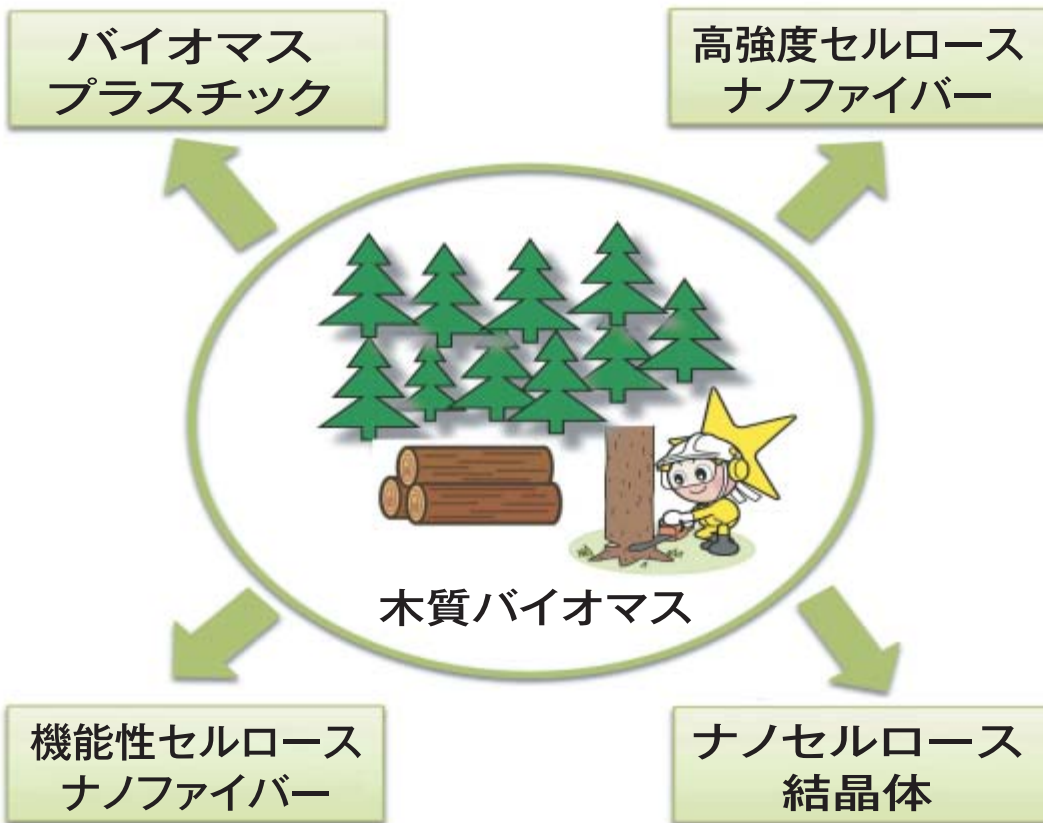 バイオマス
プラスチック
高強度セルロース
ナノファイバー
木質バイオマス
機能性セルロース
ナノファイバー
ナノセルロース
結晶体